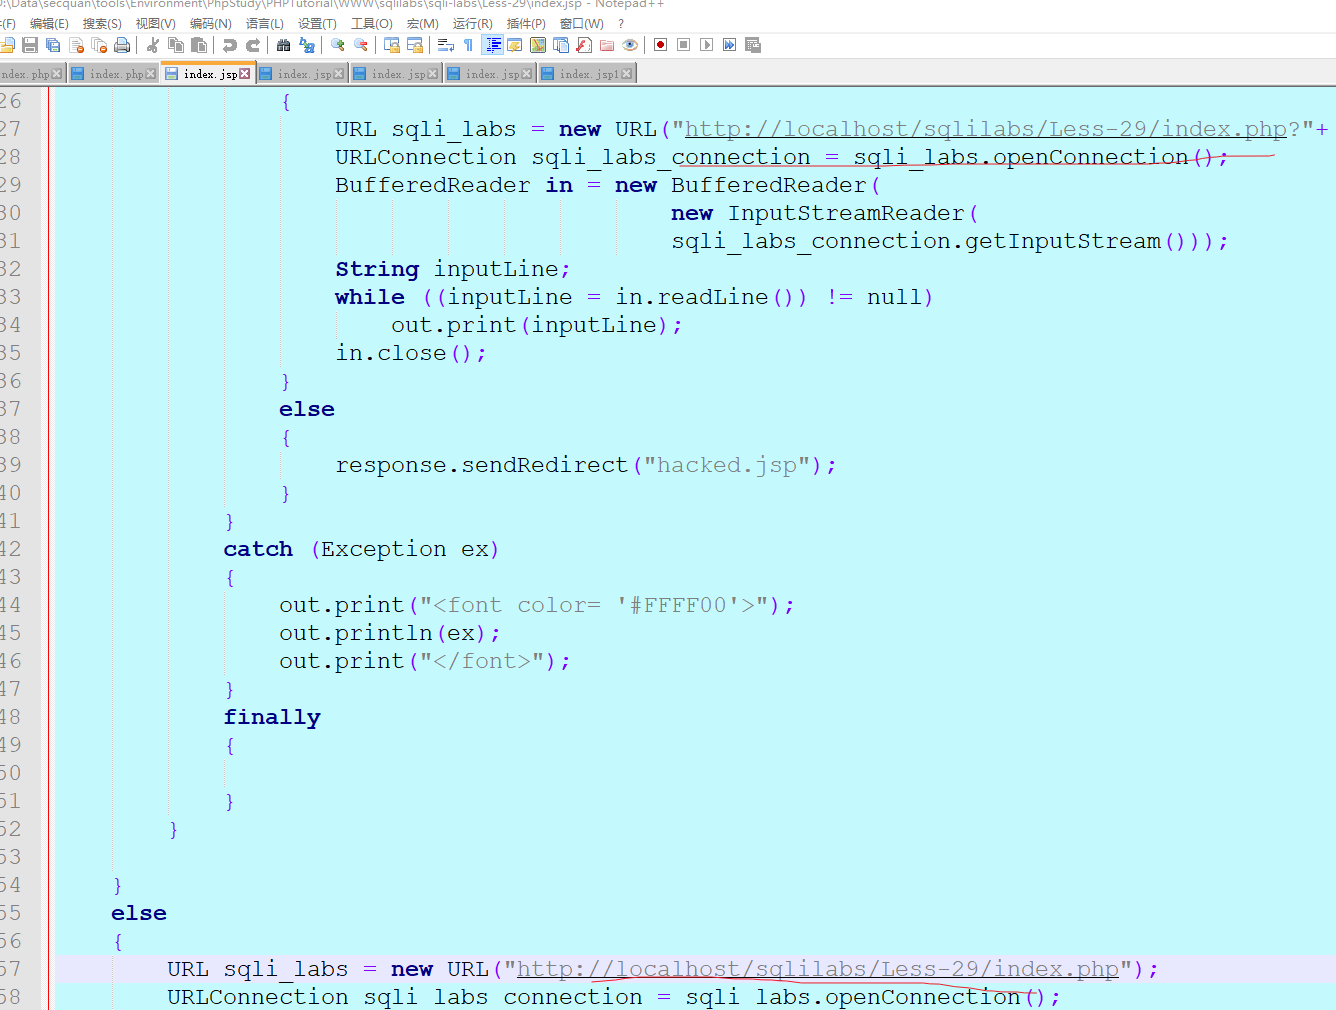 D:\Data\secquan\tools\Environment\PhpStudy\PHPTutorial\WWW\sqlilabs\sqli-labs\Less-29\index.jsp - Notepad++
(F) 编辑(E) 搜索(S) 视图(V) 编码(N) 语言(L) 设置(T) 工具(O) 宏(M) 运行(R) 插件(P) 窗口(W) ?
ndex.php index.php index.jsp index.jsp index.jsp index.jsp index.jsp1
26 {
27 URL sqli_labs = new URL("http://localhost/sqlilabs/Less-29/index.php?"+
28 URLConnection sqli_labs_connection = sqli_labs.openConnection();
29 BufferedReader in = new BufferedReader(
30 new InputStreamReader(
31 sqli_labs_connection.getInputStream()));
32 String inputLine;
33 while ((inputLine = in.readLine()) != null)
34 out.print(inputLine);
35 in.close();
36 }
37 else
38 {
39 response.sendRedirect("hacked.jsp");
40 }
41 }
42 catch (Exception ex)
43 {
44 out.print("<font color= '#FFFF00'>");
45 out.println(ex);
46 out.print("</font>");
47 }
48 finally
49 {
50
51 }
52 }
53
54 }
55 else
56 {
57 URL sqli_labs = new URL("http://localhost/sqlilabs/Less-29/index.php");
58 URLConnection sqli_labs_connection = sqli_labs.openConnection();